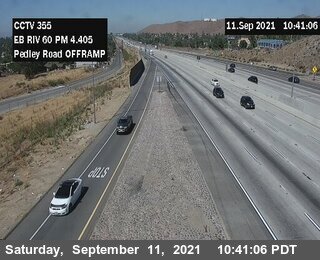 CCTV 355
EB RIV 60 PM 4.405
Pedley Road OFFRAMP
11.Sep 2021 10:41:06
STOP
Saturday, September 11, 2021 10:41:06 PDT